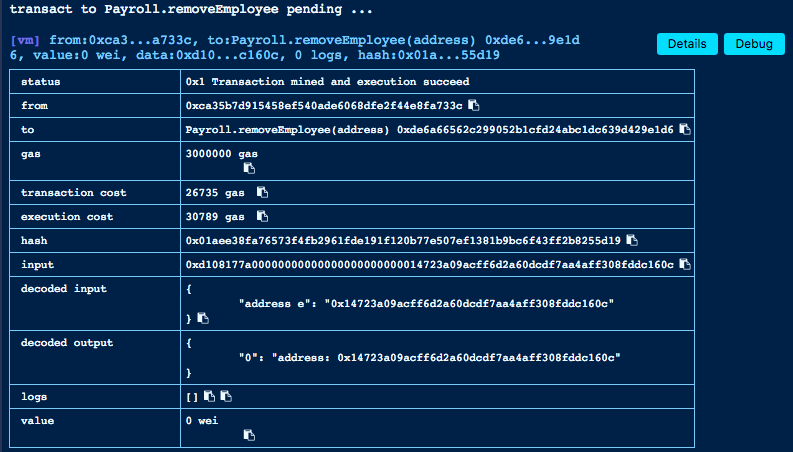 transact to Payroll.removeEmployee pending ...
[vm] from:0xca3...a733c, to:Payroll.removeEmployee(address) 0xde6...9e1d
6, value:0 wei, data:0xd10...c160c, 0 logs, hash:0x01a...55d19
Details
Debug
status 0x1 Transaction mined and execution succeed
from 0xca35b7d915458ef540ade6068dfe2f44e8fa733c
to Payroll.removeEmployee(address) 0xde6a66562c299052b1cfd24abc1dc639d429e1d6
gas 3000000 gas
transaction cost 26735 gas
execution cost 30789 gas
hash 0x01aee38fa76573f4fb2961fde191f120b77e507ef1381b9bc6f43ff2b8255d19
input 0xd108177a00000000000000000000000014723a09acff6d2a60dcdf7aa4aff308fddc160c
decoded input {
"address e": "0x14723a09acff6d2a60dcdf7aa4aff308fddc160c"
}
decoded output {
"0": "address: 0x14723a09acff6d2a60dcdf7aa4aff308fddc160c"
}
logs []
value 0 wei